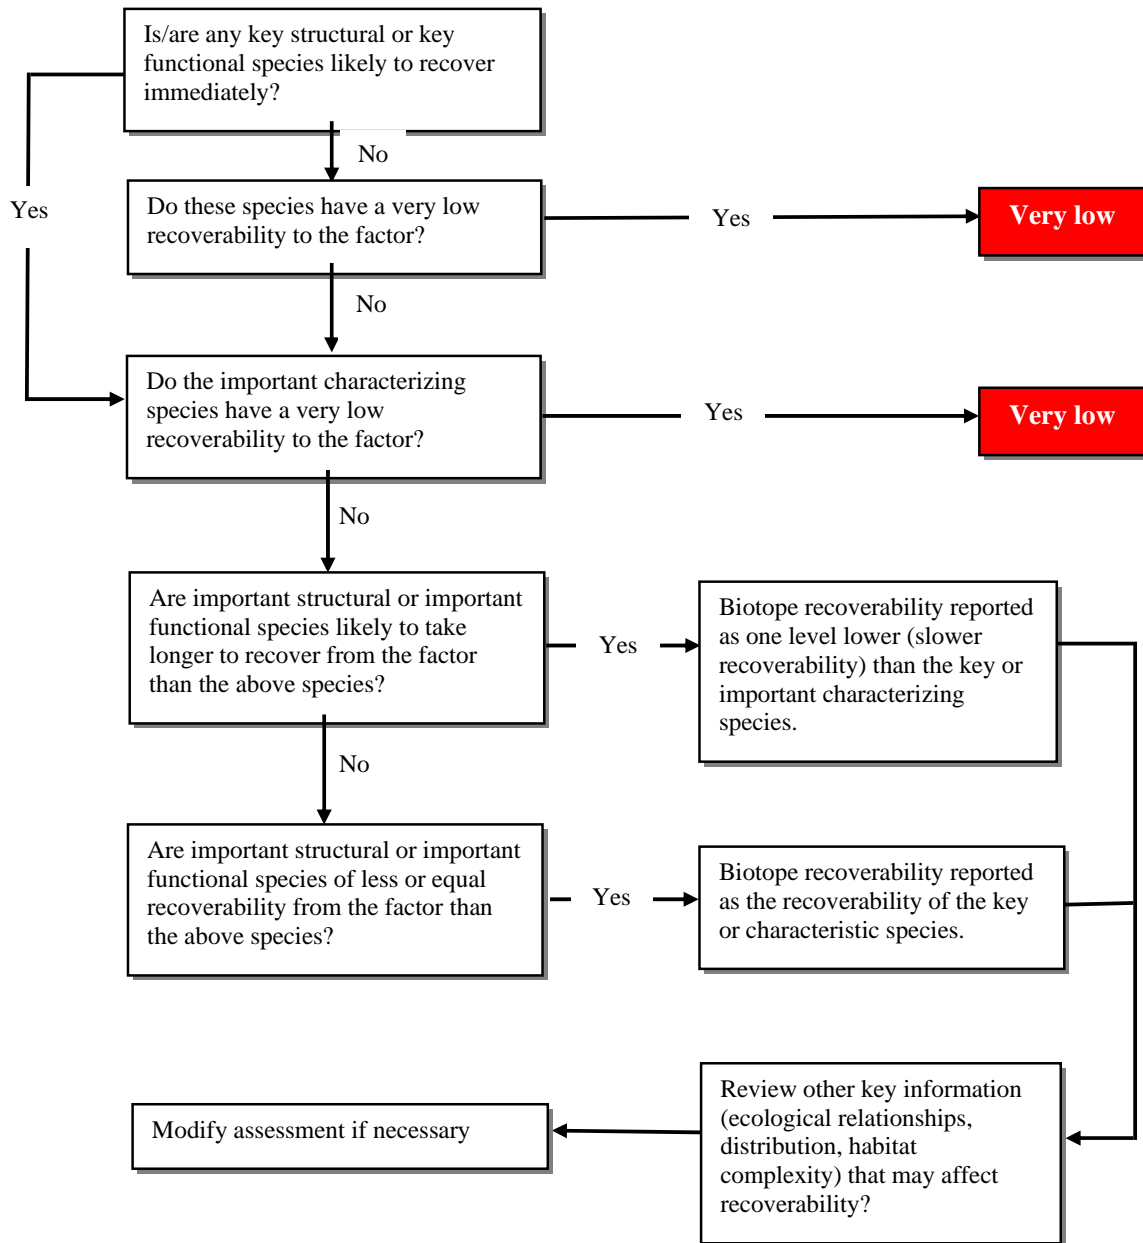 Is/are any key structural or key
functional species likely to recover
immediately?
No
Yes
Do these species have a very low
recoverability to the factor?
Yes
Very low
No
Do the important characterizing
species have a very low
recoverability to the factor?
Yes
Very low
No
Are important structural or important
functional species likely to take
longer to recover from the factor
than the above species?
Yes
Biotope recoverability reported
as one level lower (slower
recoverability) than the key or
important characterizing
species.
No
Are important structural or important
functional species of less or equal
recoverability from the factor than
the above species?
Yes
Biotope recoverability reported
as the recoverability of the key
or characteristic species.
Review other key information
(ecological relationships,
distribution, habitat
complexity) that may affect
recoverability?
Modify assessment if necessary